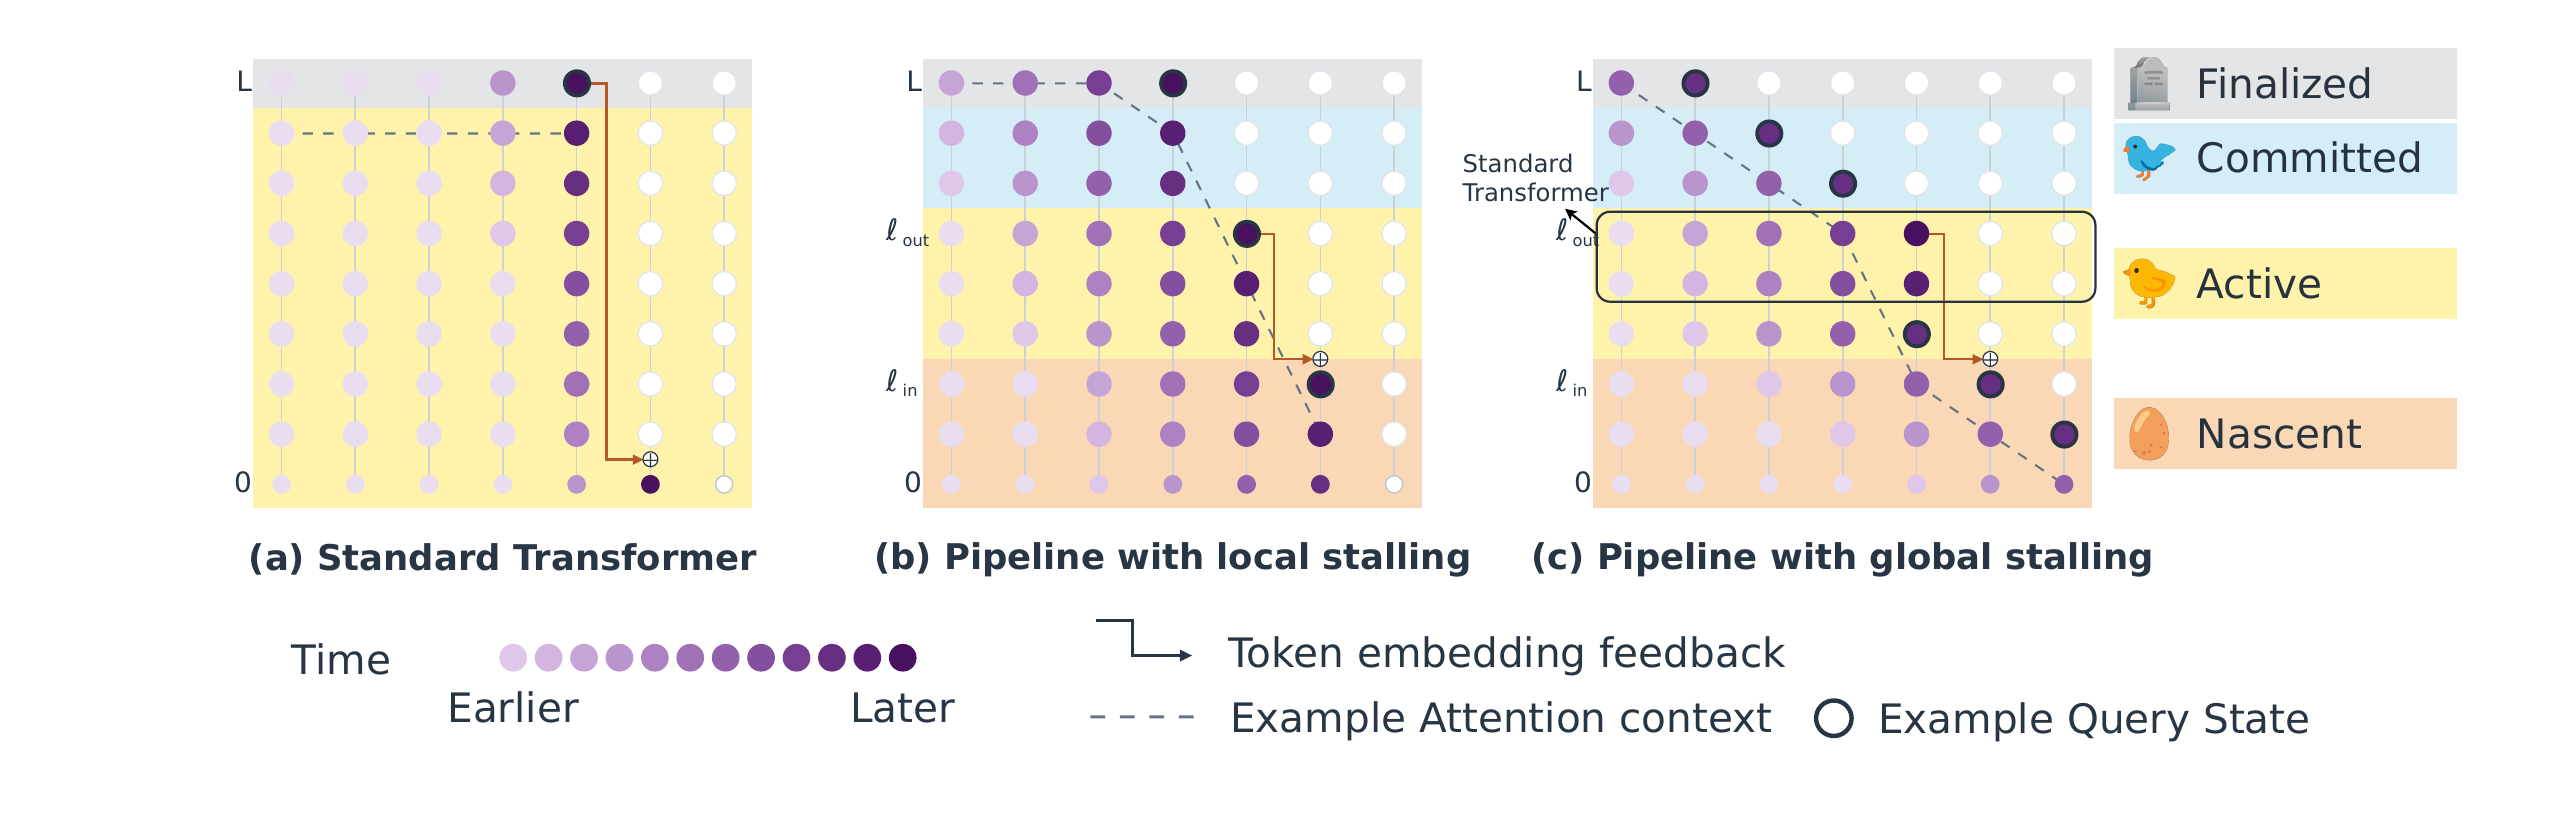 L
0
(a) Standard Transformer
L
ℓ out
ℓ in
0
(b) Pipeline with local stalling
Standard
Transformer
L
ℓ out
ℓ in
0
(c) Pipeline with global stalling
Finalized
Committed
Active
Nascent
Time
Earlier
Later
Token embedding feedback
Example Attention context
Example Query State